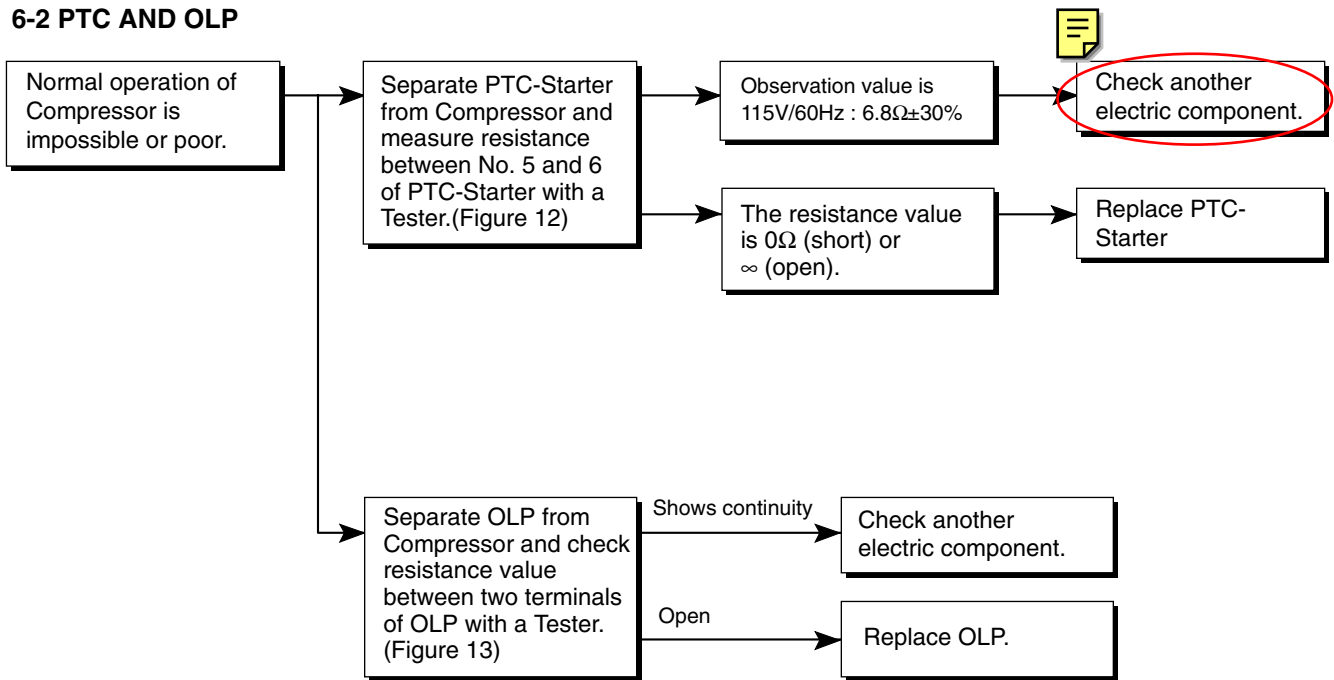 6-2 PTC AND OLP
Normal operation of
Compressor is
impossible or poor.
Separate PTC-Starter
from Compressor and
measure resistance
between No. 5 and 6
of PTC-Starter with a
Tester.(Figure 12)
Observation value is
115V/60Hz : 6.8Ω±30%
Check another
electric component.
The resistance value
is 0Ω (short) or
∞ (open).
Replace PTC-
Starter
Separate OLP from
Compressor and check
resistance value
between two terminals
of OLP with a Tester.
(Figure 13)
Shows continuity
Check another
electric component.
Open
Replace OLP.